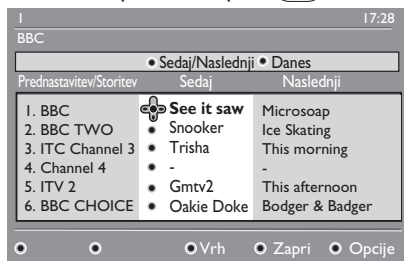 1 17:28
BBC
Sedaj/Naslednji Danes
Prednastavitev/Storitev Sedaj Naslednji
1. BBC See it saw Microsoap
2. BBC TWO Snooker Ice Skating
3. ITC Channel 3 Trisha This morning
4. Channel 4 - -
5. ITV 2 Gmtv2 This afternoon
6. BBC CHOICE Oakie Doke Bodger & Badger
Vrh Zapri Opcije